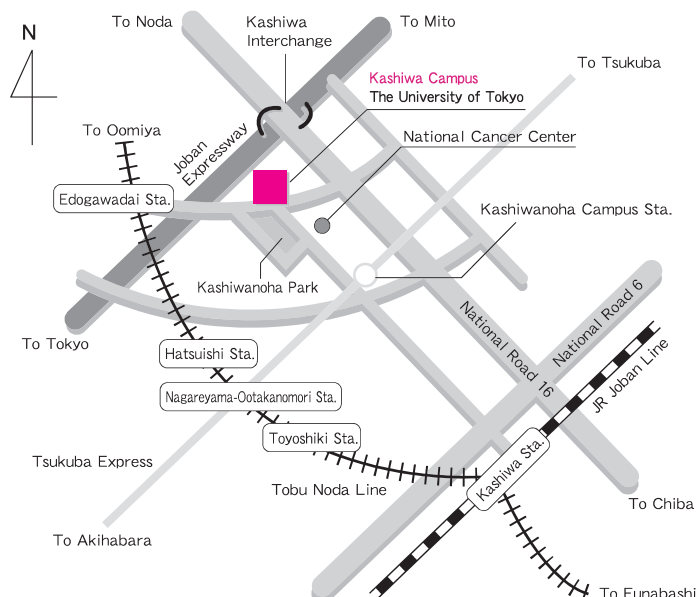 To Noda
Kashiwa
Interchange
To Mito
N
To Tsukuba
Kashiwa Campus
The University of Tokyo
To Oomiya
National Cancer Center
Joban
Expressway
Edogawadai Sta.
Kashiwanoha Campus Sta.
Kashiwanoha Park
National Road 6
National Road 16
To Tokyo
Hatsuishi Sta.
JR Joban Line
Nagareyama-Ootakanomori Sta.
Toyoshiki Sta.
Kashiwa Sta.
Tsukuba Express
Tobu Noda Line
To Chiba
To Akihabara
To Funabashi